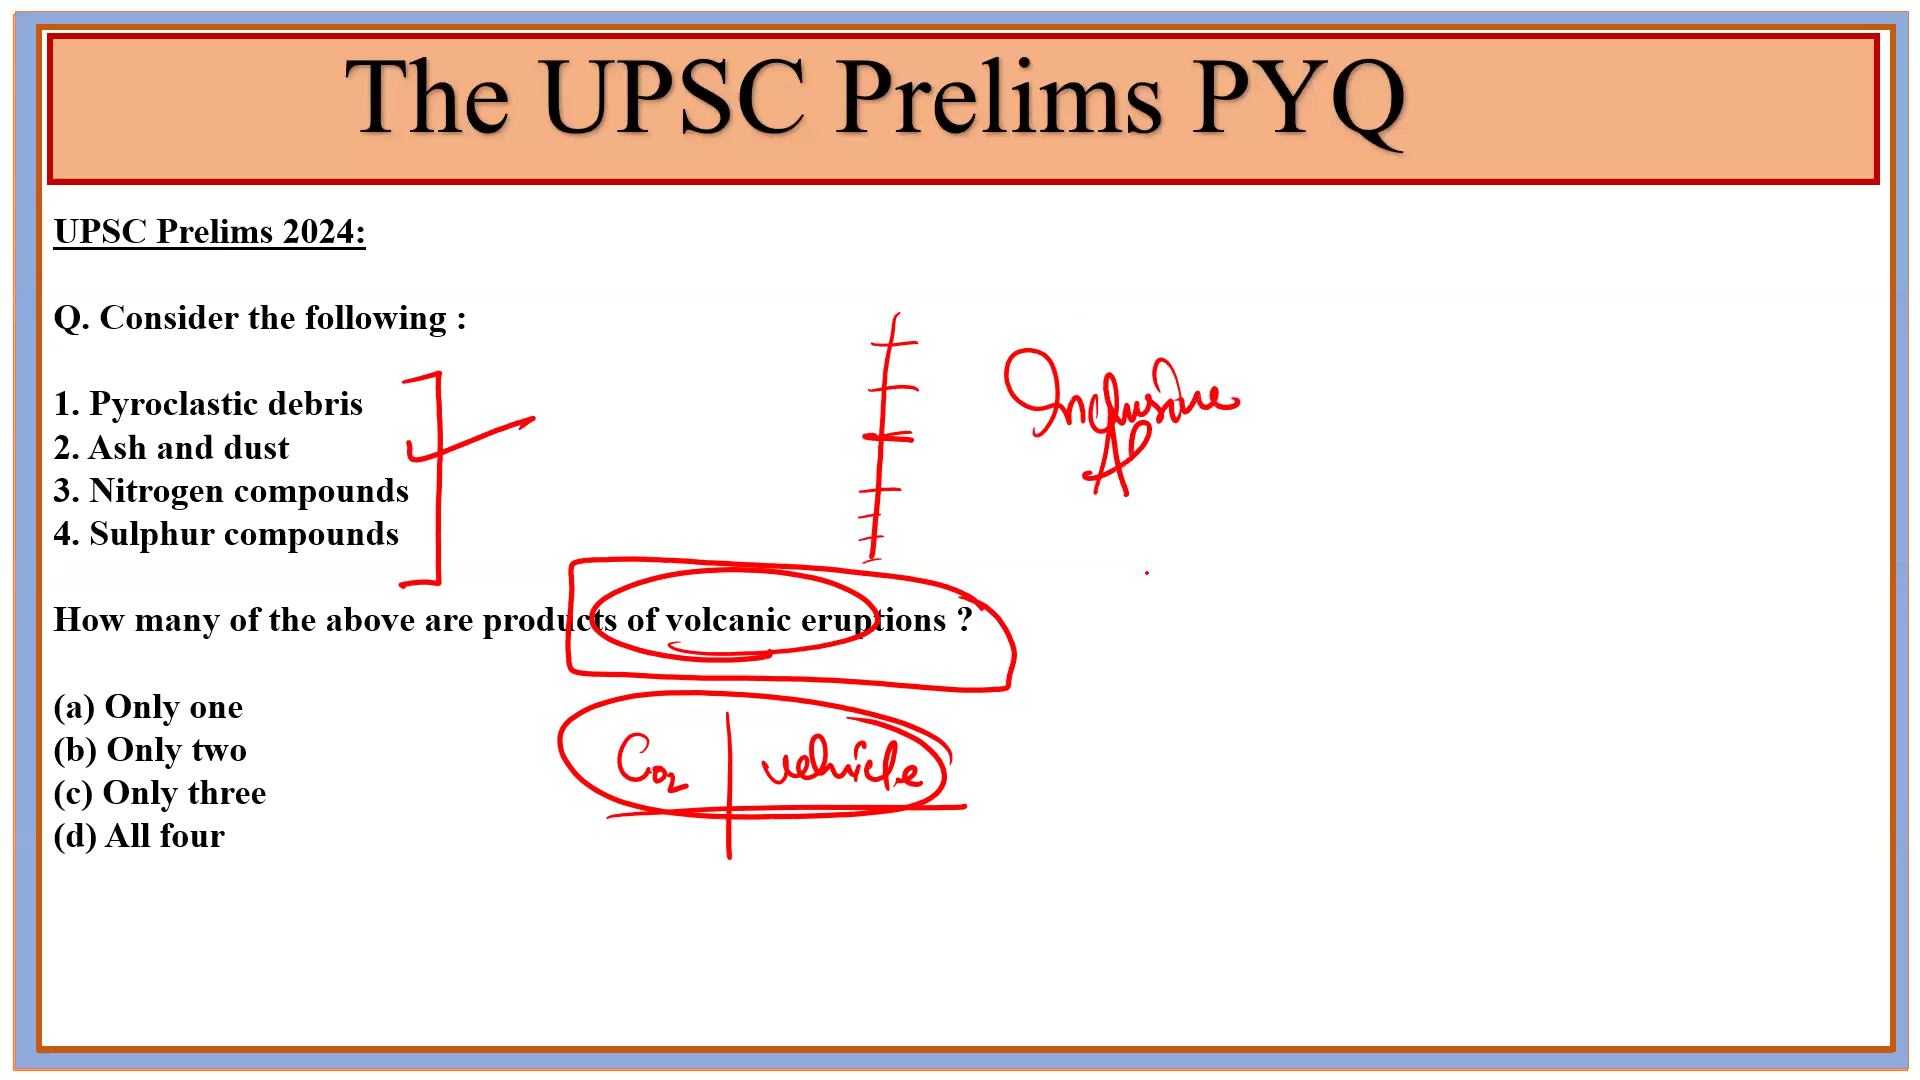 The UPSC Prelims PYQ
UPSC Prelims 2024:
Q. Consider the following :
1. Pyroclastic debris
2. Ash and dust
3. Nitrogen compounds
4. Sulphur compounds
Inclusive
How many of the above are products of volcanic eruptions ?
(a) Only one
(b) Only two
(c) Only three
(d) All four
CO2 vehicle